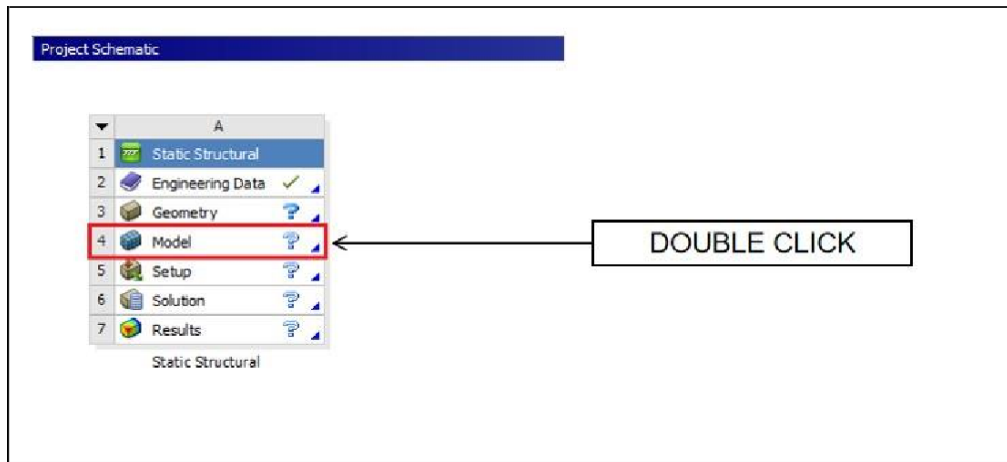 Project Schematic
A
1 Static Structural
2 Engineering Data
3 Geometry
4 Model
DOUBLE CLICK
5 Setup
6 Solution
7 Results
Static Structural